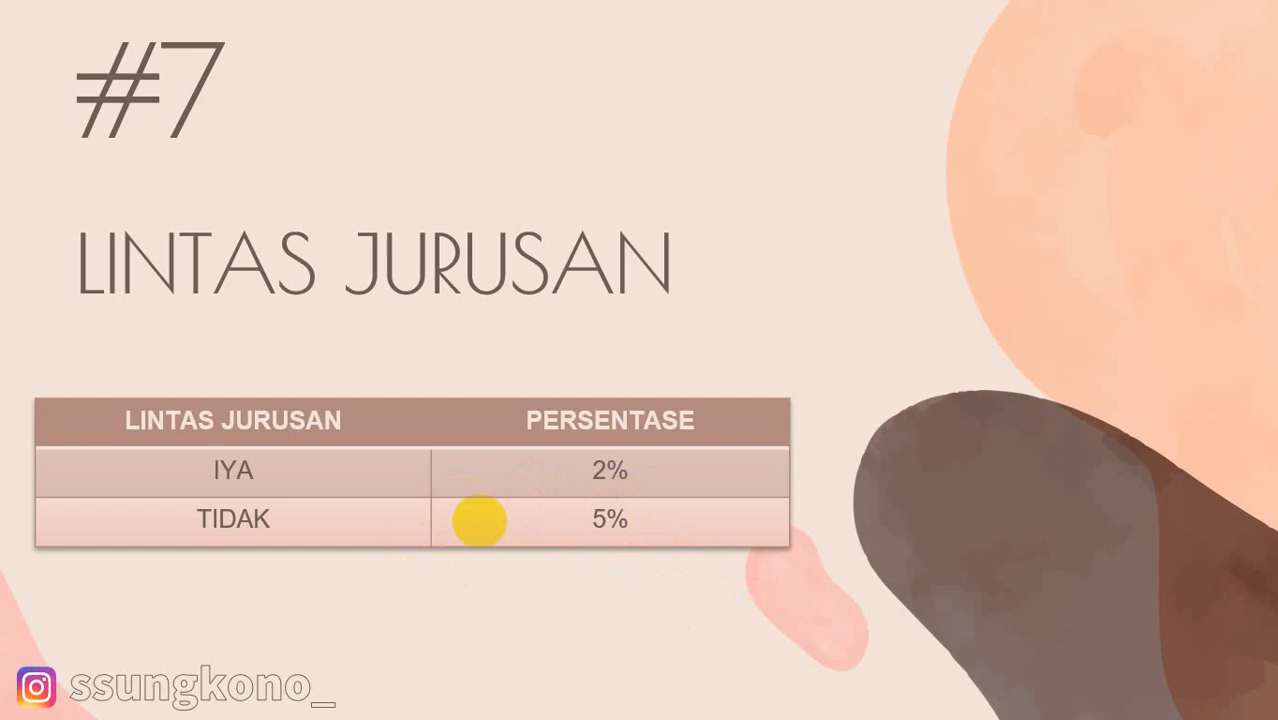 #7
LINTAS JURUSAN
LINTAS JURUSAN PERSENTASE
IYA 2%
TIDAK 5%
ssungkono_